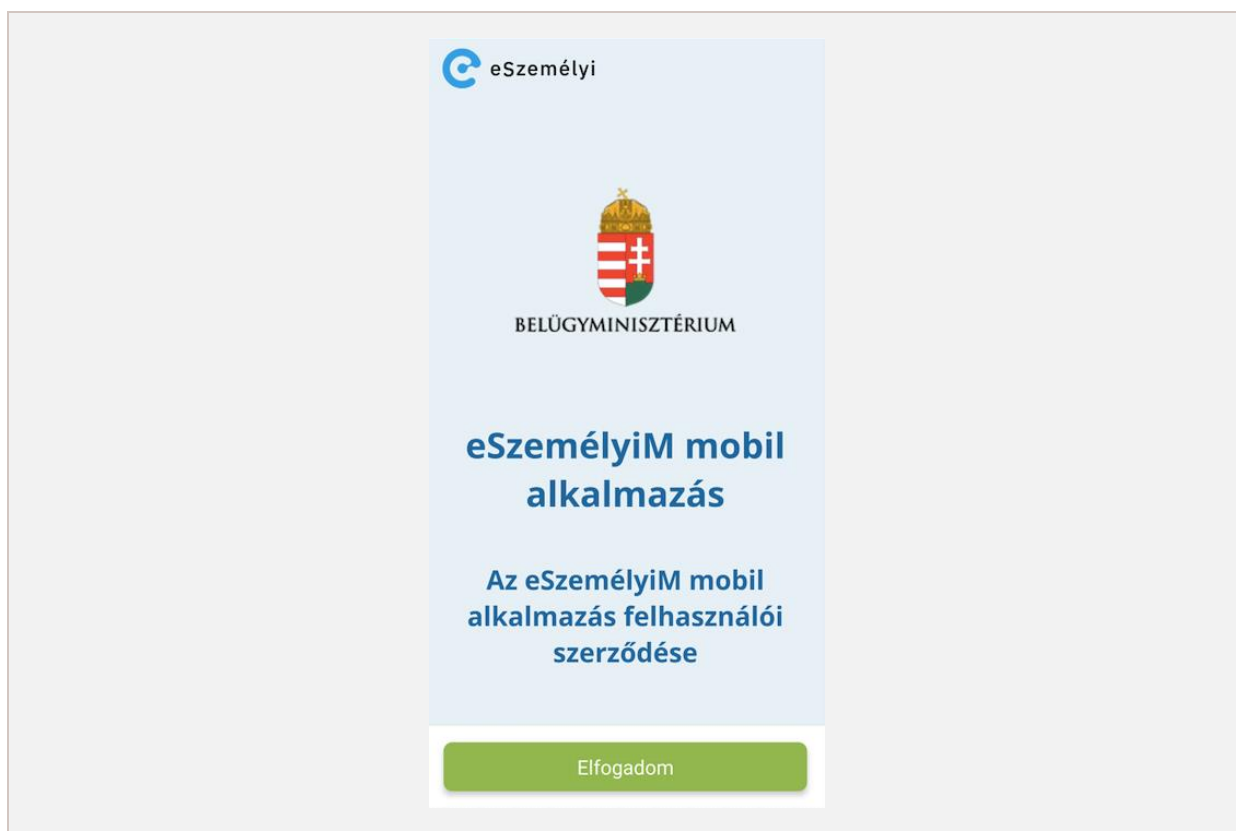 eSzemélyi
BELÜGYMINISZTÉRIUM
eSzemélyiM mobil
alkalmazás
Az eSzemélyiM mobil
alkalmazás felhasználói
szerződése
Elfogadom